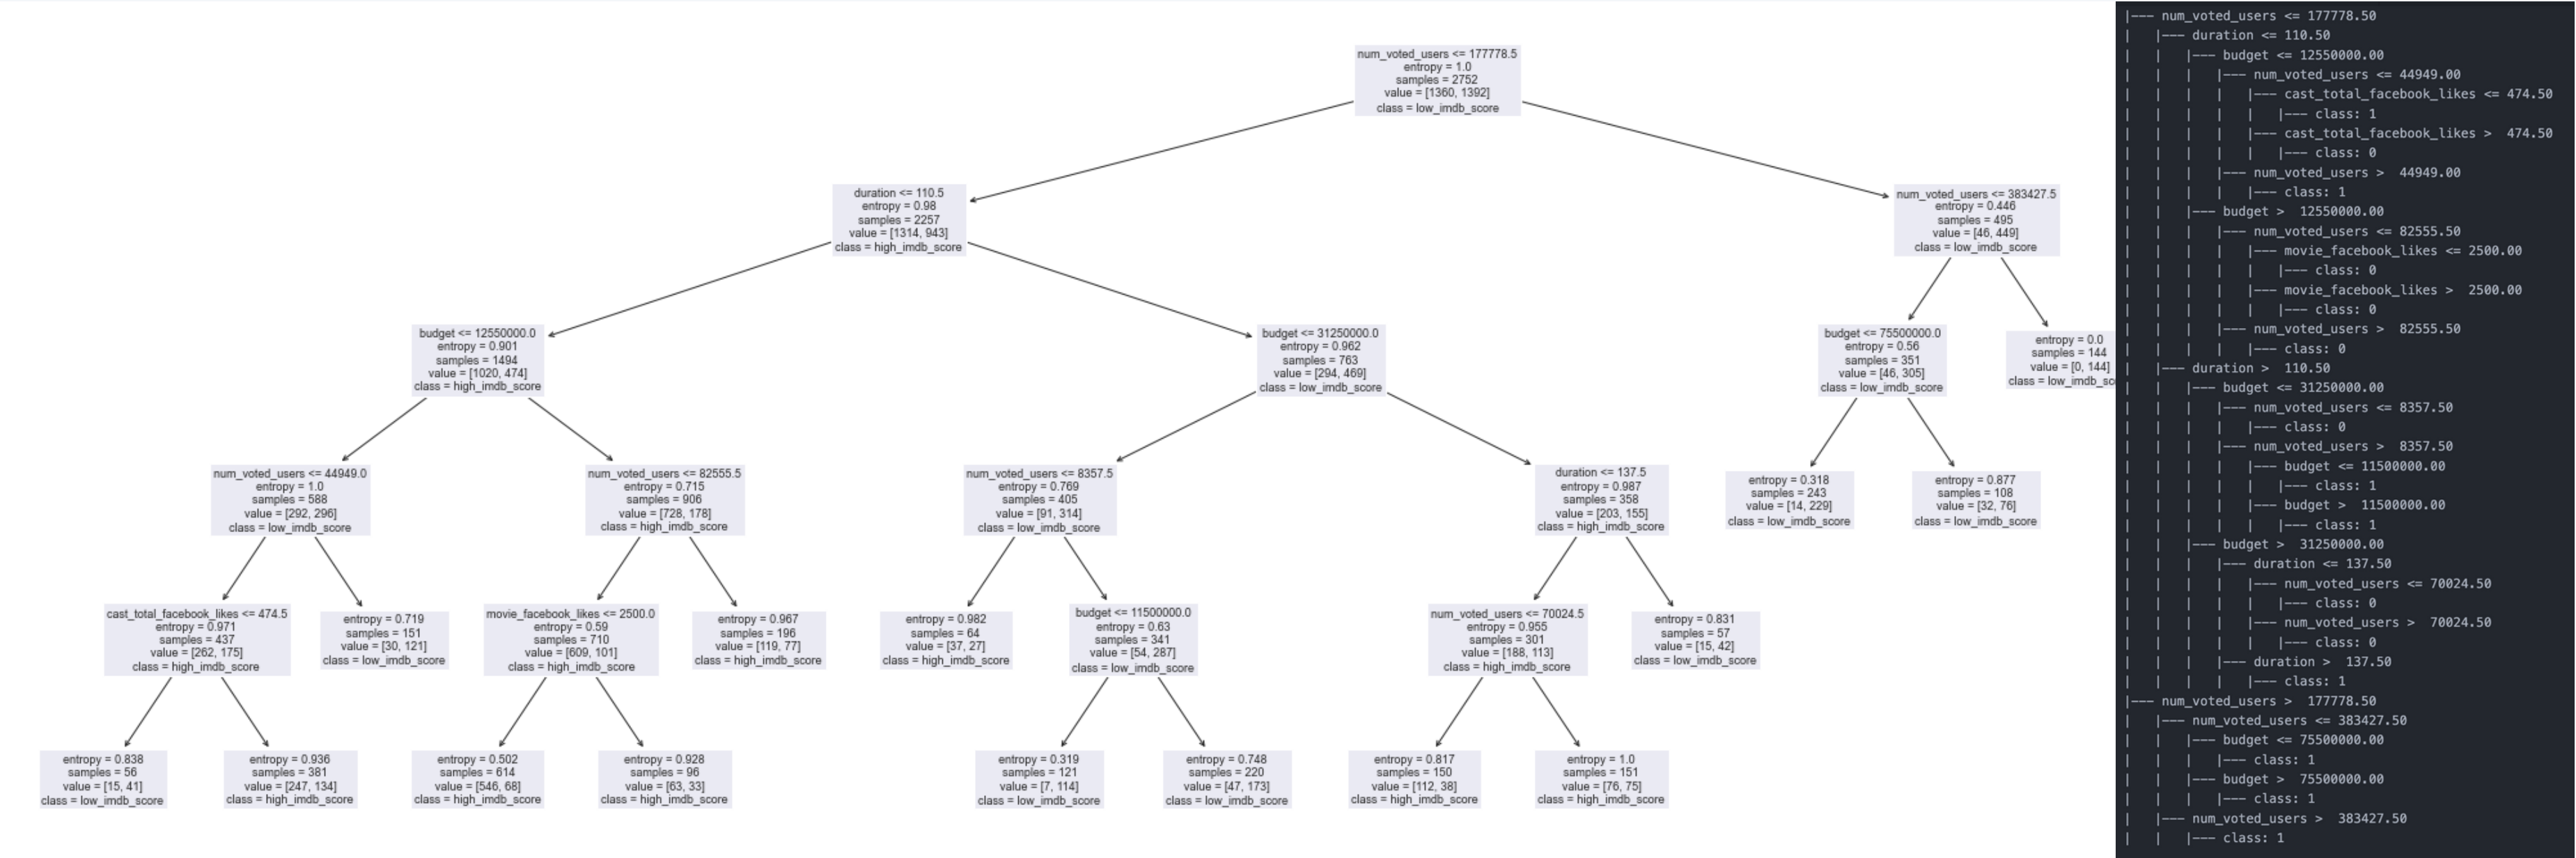 num_voted_users <= 177778.5
entropy = 1.0
samples = 2752
value = [1360, 1392]
class = low_imdb_score
duration <= 110.5
entropy = 0.98
samples = 2257
value = [1314, 943]
class = high_imdb_score
num_voted_users <= 383427.5
entropy = 0.446
samples = 495
value = [46, 449]
class = low_imdb_score
budget <= 12550000.0
entropy = 0.901
samples = 1494
value = [1020, 474]
class = high_imdb_score
budget <= 31250000.0
entropy = 0.962
samples = 763
value = [294, 469]
class = low_imdb_score
budget <= 75500000.0
entropy = 0.56
samples = 351
value = [46, 305]
class = low_imdb_score
entropy = 0.0
samples = 144
value = [0, 144]
class = low_imdb_sc
num_voted_users <= 44949.0
entropy = 1.0
samples = 588
value = [292, 296]
class = low_imdb_score
num_voted_users <= 82555.5
entropy = 0.715
samples = 906
value = [728, 178]
class = high_imdb_score
num_voted_users <= 8357.5
entropy = 0.769
samples = 405
value = [91, 314]
class = low_imdb_score
duration <= 137.5
entropy = 0.987
samples = 358
value = [203, 155]
class = high_imdb_score
entropy = 0.318
samples = 243
value = [14, 229]
class = low_imdb_score
entropy = 0.877
samples = 108
value = [32, 76]
class = low_imdb_score
cast_total_facebook_likes <= 474.5
entropy = 0.971
samples = 437
value = [262, 175]
class = high_imdb_score
entropy = 0.719
samples = 151
value = [30, 121]
class = low_imdb_score
movie_facebook_likes <= 2500.0
entropy = 0.59
samples = 710
value = [609, 101]
class = high_imdb_score
entropy = 0.967
samples = 196
value = [119, 77]
class = high_imdb_score
entropy = 0.982
samples = 64
value = [37, 27]
class = high_imdb_score
budget <= 11500000.0
entropy = 0.63
samples = 341
value = [54, 287]
class = low_imdb_score
num_voted_users <= 70024.5
entropy = 0.955
samples = 301
value = [188, 113]
class = high_imdb_score
entropy = 0.831
samples = 57
value = [15, 42]
class = low_imdb_score
entropy = 0.838
samples = 56
value = [15, 41]
class = low_imdb_score
entropy = 0.936
samples = 381
value = [247, 134]
class = high_imdb_score
entropy = 0.502
samples = 614
value = [546, 68]
class = high_imdb_score
entropy = 0.928
samples = 96
value = [63, 33]
class = high_imdb_score
entropy = 0.319
samples = 121
value = [7, 114]
class = low_imdb_score
entropy = 0.748
samples = 220
value = [47, 173]
class = low_imdb_score
entropy = 0.817
samples = 150
value = [112, 38]
class = high_imdb_score
entropy = 1.0
samples = 151
value = [76, 75]
class = high_imdb_score
|--- num_voted_users <= 177778.50
|   |--- duration <= 110.50
|   |   |--- budget <= 12550000.00
|   |   |   |--- num_voted_users <= 44949.00
|   |   |   |   |--- cast_total_facebook_likes <= 474.50
|   |   |   |   |   |--- class: 1
|   |   |   |   |--- cast_total_facebook_likes >  474.50
|   |   |   |   |   |--- class: 0
|   |   |   |--- num_voted_users >  44949.00
|   |   |   |   |--- class: 1
|   |   |--- budget >  12550000.00
|   |   |   |--- num_voted_users <= 82555.50
|   |   |   |   |--- movie_facebook_likes <= 2500.00
|   |   |   |   |   |--- class: 0
|   |   |   |   |--- movie_facebook_likes >  2500.00
|   |   |   |   |   |--- class: 0
|   |   |   |--- num_voted_users >  82555.50
|   |   |   |   |--- class: 0
|   |--- duration >  110.50
|   |   |--- budget <= 31250000.00
|   |   |   |--- num_voted_users <= 8357.50
|   |   |   |   |--- class: 0
|   |   |   |--- num_voted_users >  8357.50
|   |   |   |   |--- budget <= 11500000.00
|   |   |   |   |   |--- class: 1
|   |   |   |   |--- budget >  11500000.00
|   |   |   |   |   |--- class: 1
|   |   |--- budget >  31250000.00
|   |   |   |--- duration <= 137.50
|   |   |   |   |--- num_voted_users <= 70024.50
|   |   |   |   |   |--- class: 0
|   |   |   |   |--- num_voted_users >  70024.50
|   |   |   |   |   |--- class: 0
|   |   |   |--- duration >  137.50
|   |   |   |   |--- class: 1
|--- num_voted_users >  177778.50
|   |--- num_voted_users <= 383427.50
|   |   |--- budget <= 75500000.00
|   |   |   |--- class: 1
|   |   |--- budget >  75500000.00
|   |   |   |--- class: 1
|   |--- num_voted_users >  383427.50
|   |   |--- class: 1